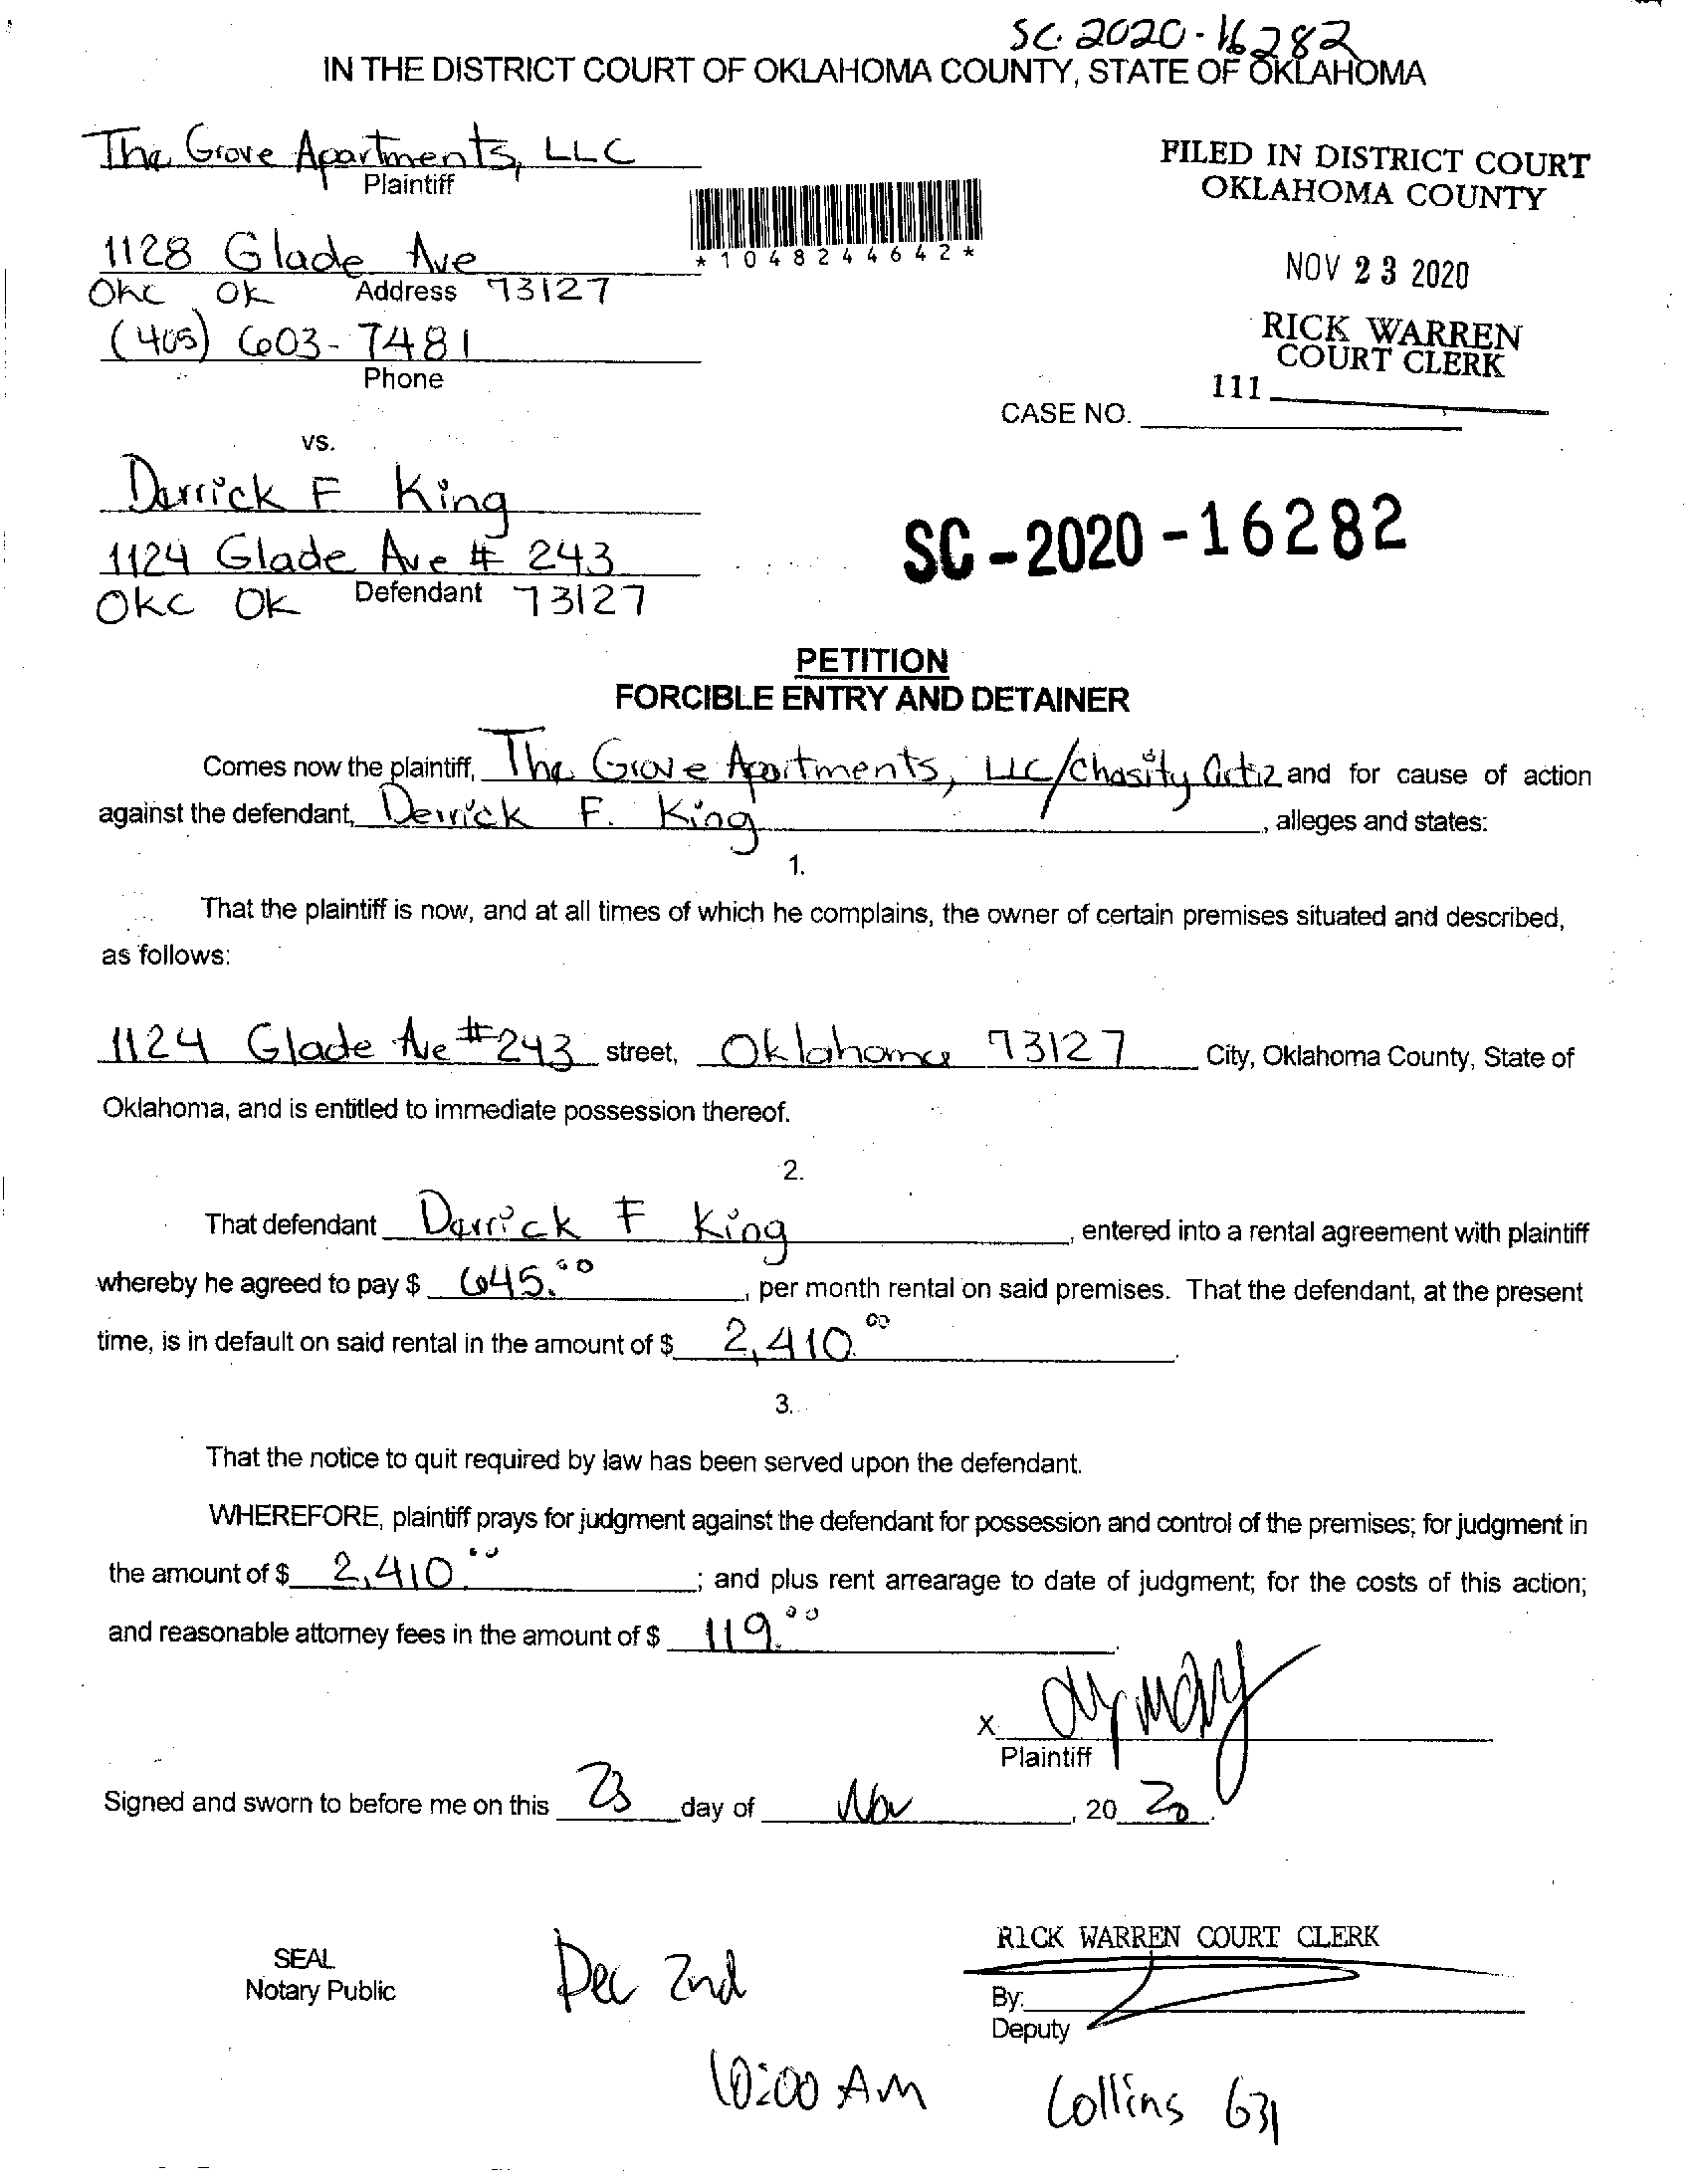 SC-2020-16282
IN THE DISTRICT COURT OF OKLAHOMA COUNTY, STATE OF OKLAHOMA
The Grove Apartments, LLC
Plaintiff
FILED IN DISTRICT COURT
OKLAHOMA COUNTY
1128 Glade Ave
*1048244642*
OKC OK Address 73127
NOV 23 2020
(405) 603-7481
Phone
RICK WARREN
COURT CLERK
111
CASE NO.
vs.
Derrick F King
1124 Glade Ave # 243
SC-2020-16282
OKC OK Defendant 73127
PETITION
FORCIBLE ENTRY AND DETAINER
Comes now the plaintiff, The Grove Apartments, LLC/Chasity and for cause of action
against the defendant, Derrick F. King, alleges and states:
1.
That the plaintiff is now, and at all times of which he complains, the owner of certain premises situated and described,
as follows:
1124 Glade Ave #243 street, Oklahoma 73127 City, Oklahoma County, State of
Oklahoma, and is entitled to immediate possession thereof.
2.
That defendant Derrick F King, entered into a rental agreement with plaintiff
whereby he agreed to pay $ 645.00, per month rental on said premises. That the defendant, at the present
time, is in default on said rental in the amount of $ 2,410.00.
3.
That the notice to quit required by law has been served upon the defendant.
WHEREFORE, plaintiff prays for judgment against the defendant for possession and control of the premises; for judgment in
the amount of $ 2,410.00; and plus rent arrearage to date of judgment; for the costs of this action;
and reasonable attorney fees in the amount of $ 119.00.
X
Plaintiff
Signed and sworn to before me on this 23 day of Nov, 20 20.
RICK WARREN COURT CLERK
SEAL
Notary Public
Dec 2nd
By:
Deputy
10:00 AM
Collins 631